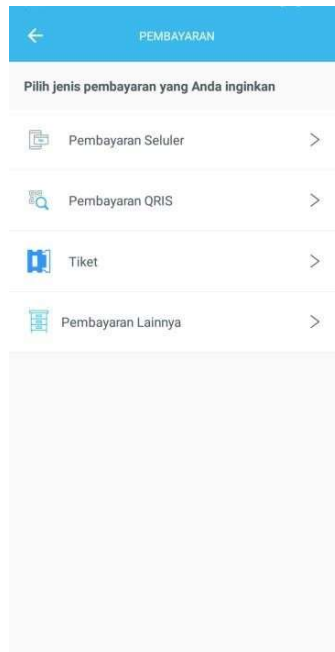 PEMBAYARAN
Pilih jenis pembayaran yang Anda inginkan
Pembayaran Seluler
Pembayaran QRIS
Tiket
Pembayaran Lainnya